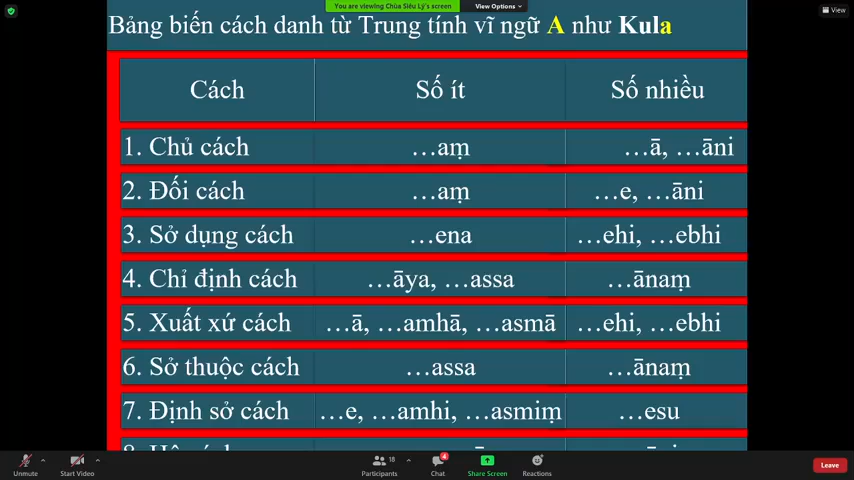 You are viewing Chùa Siêu Lý's screen
View Options
View
Bảng biến cách danh từ Trung tính vĩ ngữ A như Kula
Cách Số ít Số nhiều
1. Chủ cách …aṃ …ā, …āni
2. Đối cách …aṃ …e, …āni
3. Sở dụng cách …ena …ehi, …ebhi
4. Chỉ định cách …āya, …assa …ānaṃ
5. Xuất xứ cách …ā, …amhā, …asmā …ehi, …ebhi
6. Sở thuộc cách …assa …ānaṃ
7. Định sở cách …e, …amhi, …asmiṃ …esu
Unmute
Start Video
18
Participants
4
Chat
Share Screen
Reactions
Leave